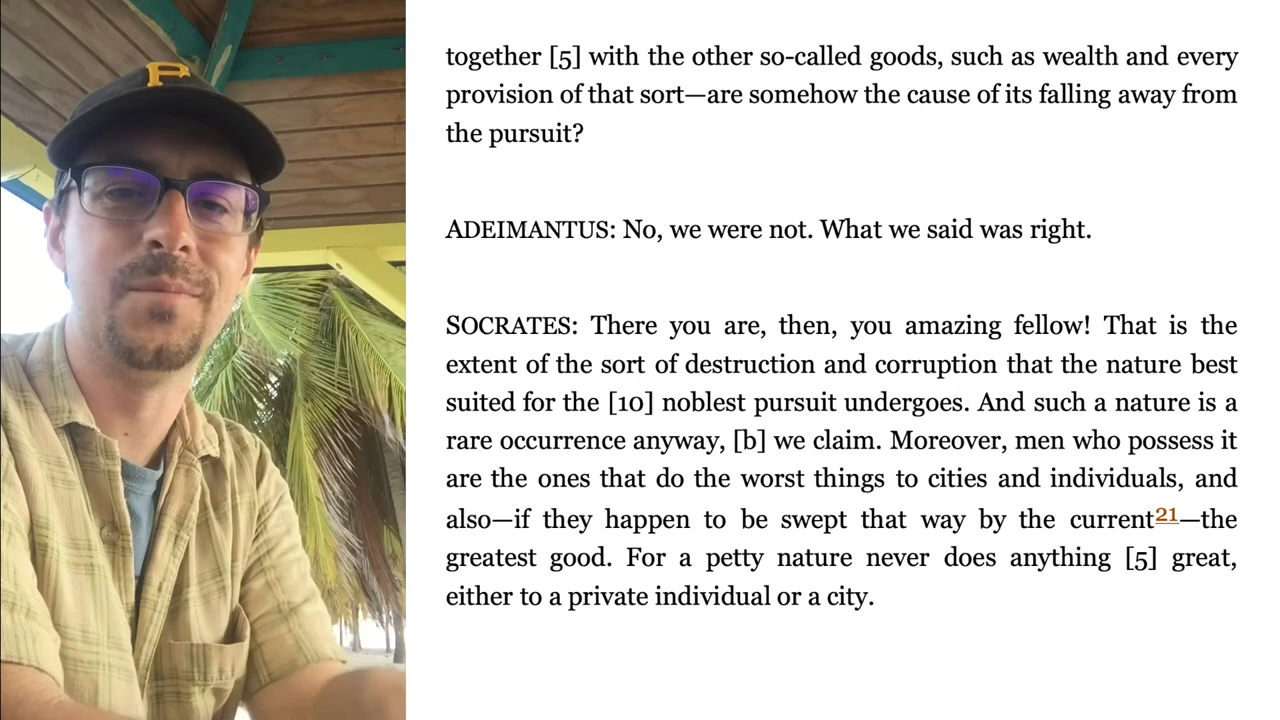 P
together [5] with the other so-called goods, such as wealth and every
provision of that sort—are somehow the cause of its falling away from
the pursuit?
ADEIMANTUS: No, we were not. What we said was right.
SOCRATES: There you are, then, you amazing fellow! That is the
extent of the sort of destruction and corruption that the nature best
suited for the [10] noblest pursuit undergoes. And such a nature is a
rare occurrence anyway, [b] we claim. Moreover, men who possess it
are the ones that do the worst things to cities and individuals, and
also—if they happen to be swept that way by the current21—the
greatest good. For a petty nature never does anything [5] great,
either to a private individual or a city.